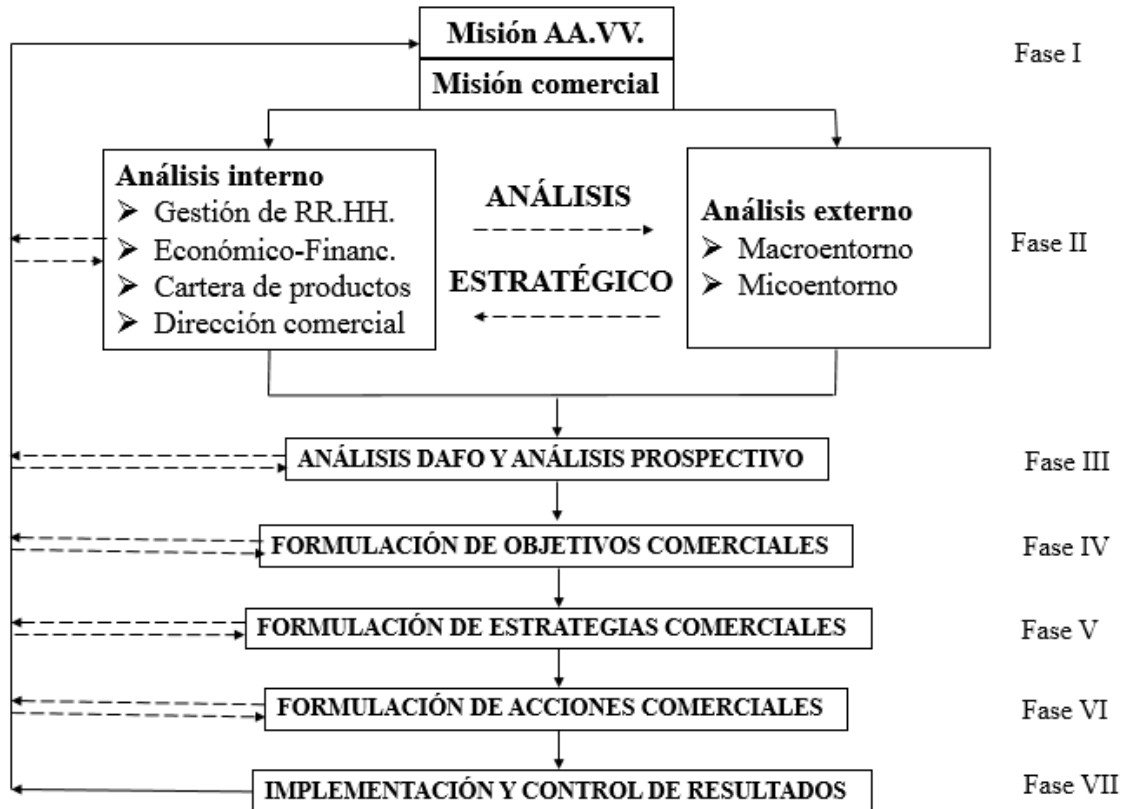 Misión AA.VV.
Misión comercial
Fase I
Análisis interno
➢ Gestión de RR.HH.
➢ Económico-Financ.
➢ Cartera de productos
➢ Dirección comercial
ANÁLISIS
ESTRATÉGICO
Análisis externo
➢ Macroentorno
➢ Micoentorno
Fase II
ANÁLISIS DAFO Y ANÁLISIS PROSPECTIVO
Fase III
FORMULACIÓN DE OBJETIVOS COMERCIALES
Fase IV
FORMULACIÓN DE ESTRATEGIAS COMERCIALES
Fase V
FORMULACIÓN DE ACCIONES COMERCIALES
Fase VI
IMPLEMENTACIÓN Y CONTROL DE RESULTADOS
Fase VII